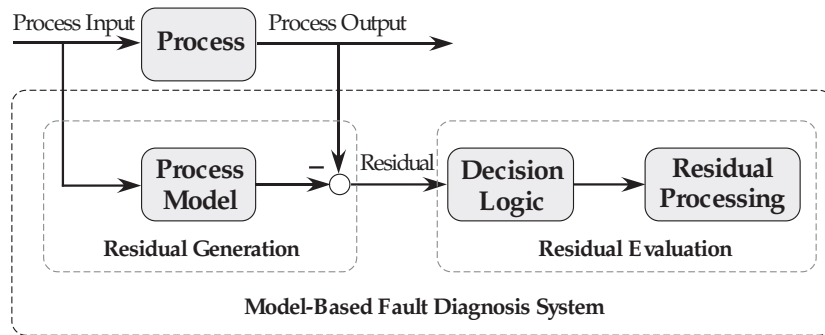 Process Input
Process
Process Output
Process
Model
–
Residual
Decision
Logic
Residual
Processing
Residual Generation
Residual Evaluation
Model-Based Fault Diagnosis System